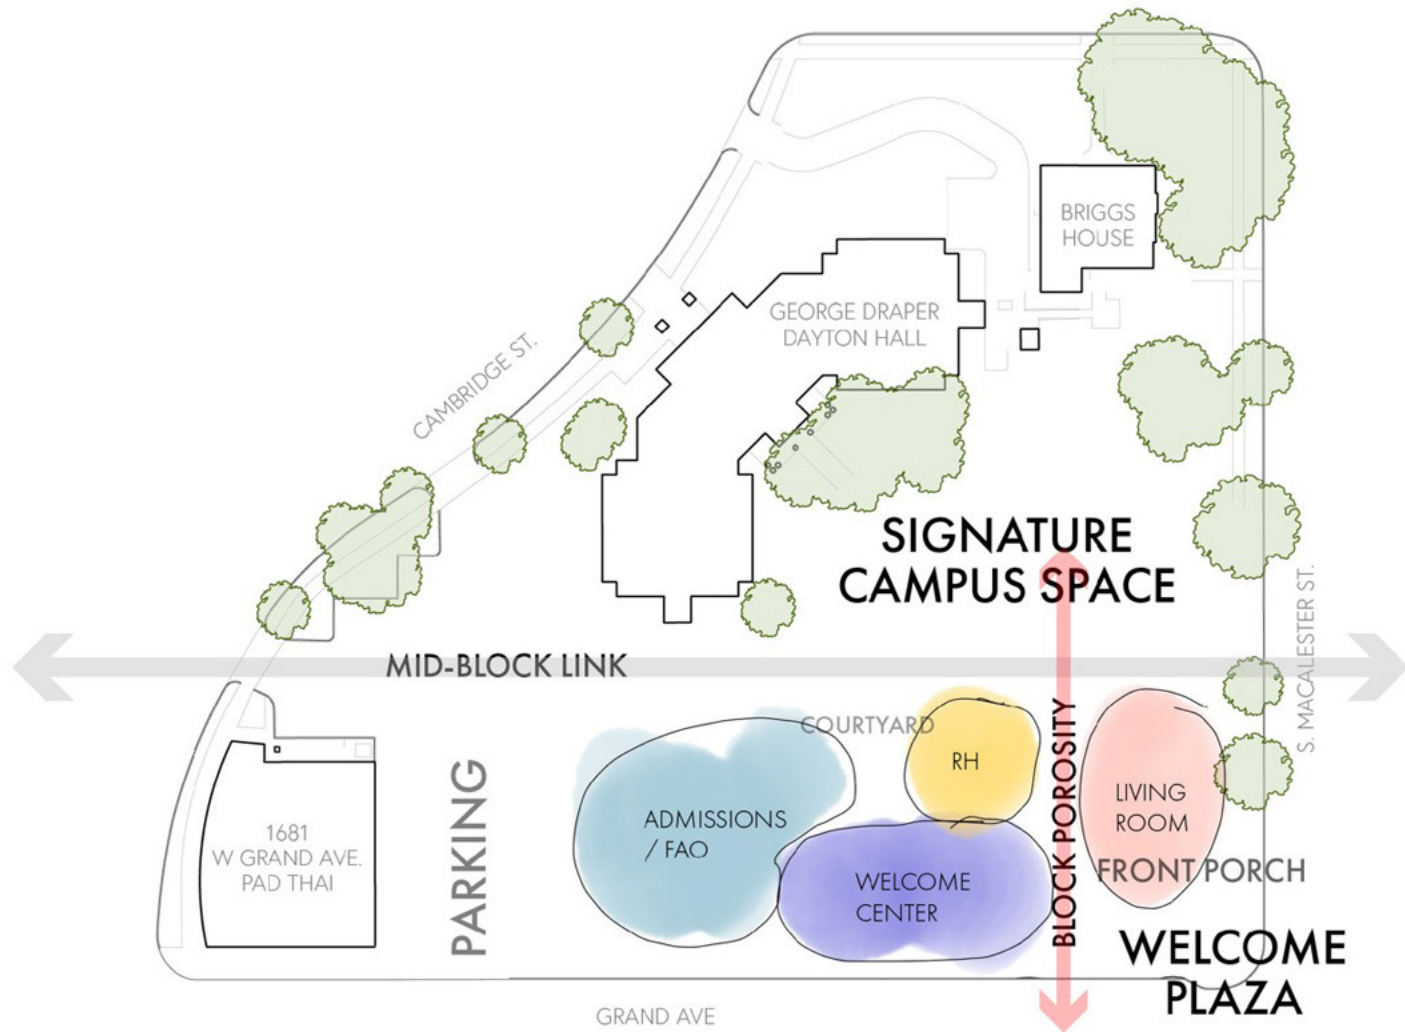 BRIGGS
HOUSE
GEORGE DRAPER
DAYTON HALL
CAMBRIDGE ST.
SIGNATURE
CAMPUS SPACE
S. MACALESTER ST.
MID-BLOCK LINK
COURTYARD
BLOCK POROSITY
RH
LIVING
ROOM
PARKING
ADMISSIONS
/ FAO
1681
W GRAND AVE.
PAD THAI
WELCOME
CENTER
FRONT PORCH
WELCOME
PLAZA
GRAND AVE